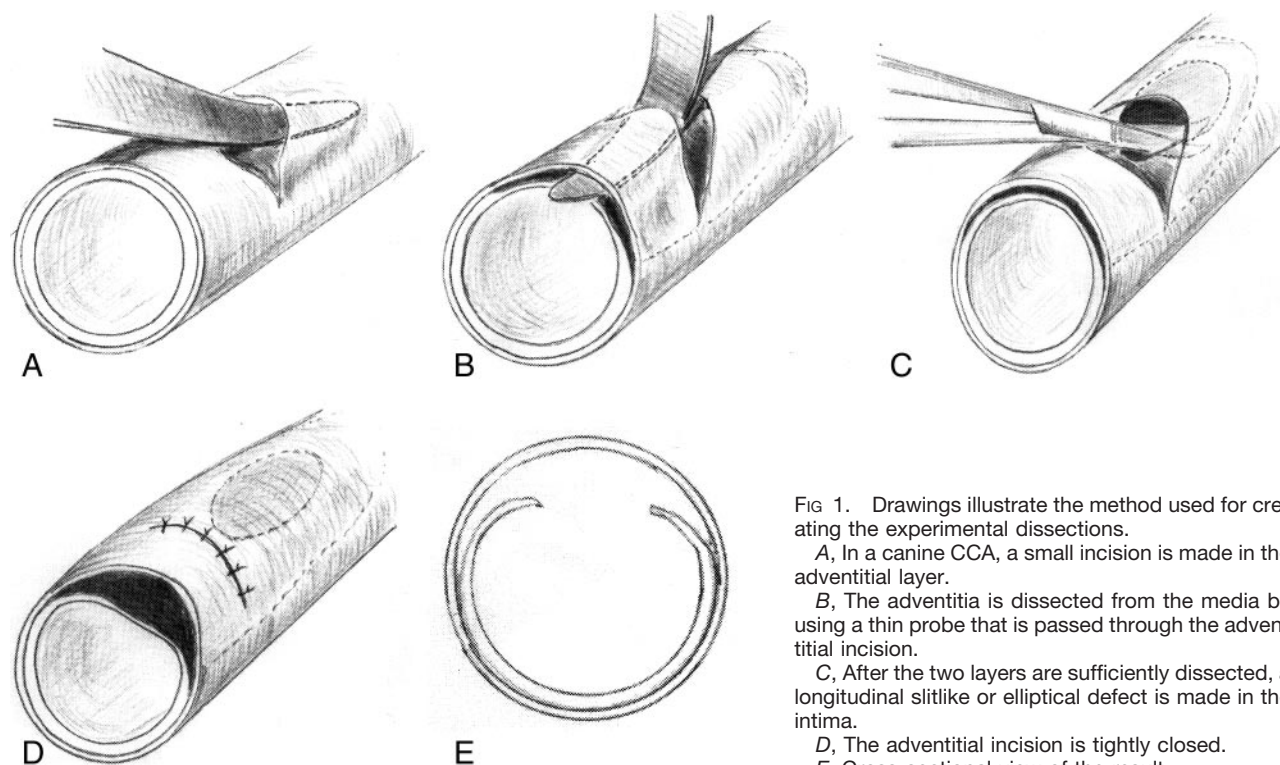 A
B
C
D
E
FIG 1. Drawings illustrate the method used for cre-
ating the experimental dissections.
A, In a canine CCA, a small incision is made in th
adventitial layer.
B, The adventitia is dissected from the media b
using a thin probe that is passed through the adven-
titial incision.
C, After the two layers are sufficiently dissected,
longitudinal slitlike or elliptical defect is made in th
intima.
D, The adventitial incision is tightly closed.